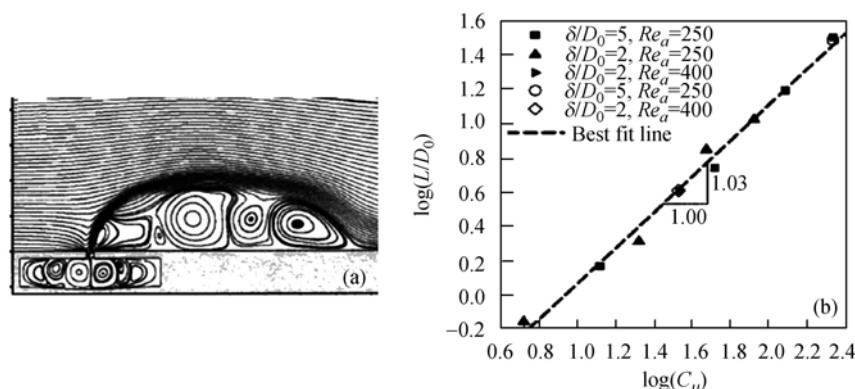 (a)
1.6
1.4
1.2
1.0
0.8
0.6
0.4
0.2
0.0
−0.2
log(L/D₀)
δ/D₀=5, Reₐ=250
δ/D₀=2, Reₐ=250
δ/D₀=2, Reₐ=400
δ/D₀=5, Reₐ=250
δ/D₀=2, Reₐ=400
Best fit line
1.03
1.00
(b)
0.6 0.8 1.0 1.2 1.4 1.6 1.8 2.0 2.2 2.4
log(Cᵤ)